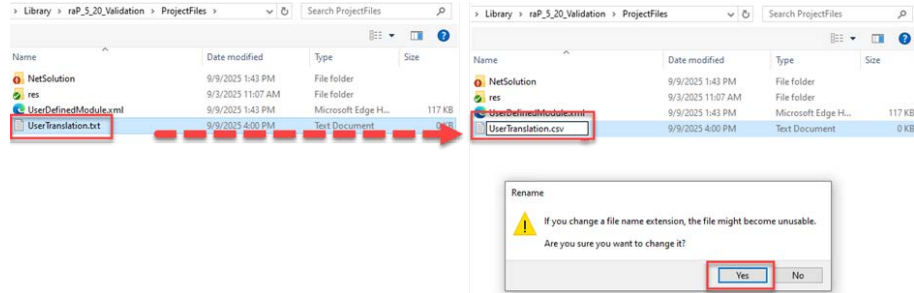 › Library › raP_5_20_Validation › ProjectFiles ›
Search ProjectFiles
Name Date modified Type Size
NetSolution 9/9/2025 1:43 PM File folder
res 9/3/2025 11:07 AM File folder
UserDefinedModule.xml 9/9/2025 1:43 PM Microsoft Edge H... 117 KB
UserTranslation.txt 9/9/2025 4:00 PM Text Document 0 KB
› Library › raP_5_20_Validation › ProjectFiles
Search ProjectFiles
Name Date modified Type Size
NetSolution 9/9/2025 1:43 PM File folder
res 9/3/2025 11:07 AM File folder
UserDefinedModule.xml 9/9/2025 1:43 PM Microsoft Edge H... 117 KB
UserTranslation.csv 9/9/2025 4:00 PM Text Document 0 KB
Rename
If you change a file name extension, the file might become unusable.
Are you sure you want to change it?
Yes No